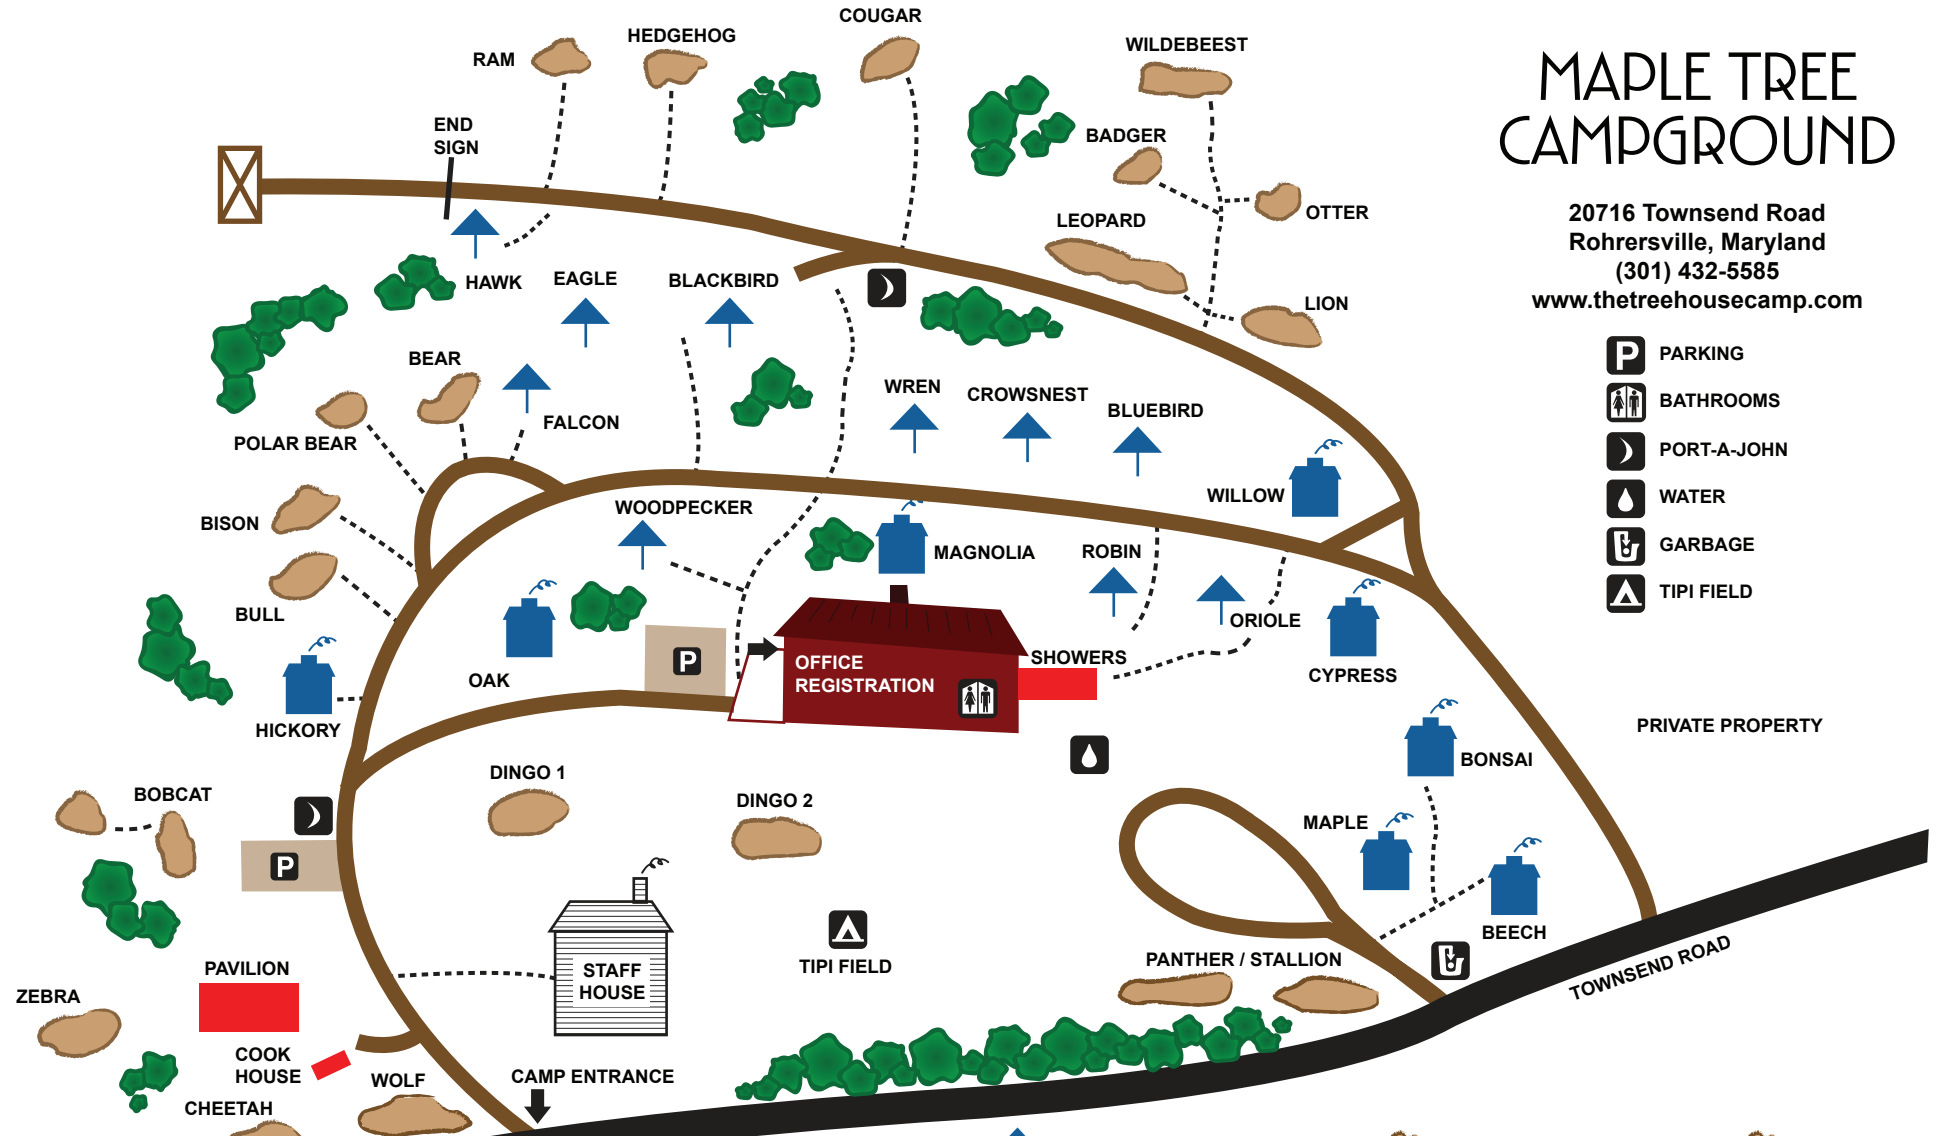 COUGAR
HEDGEHOG
RAM
WILDEBEEST
MAPLE TREE
CAMPGROUND
END
SIGN
BADGER
LEOPARD
OTTER
20716 Townsend Road
Rohrersville, Maryland
(301) 432-5585
www.thetreehousecamp.com
HAWK
EAGLE
BLACKBIRD
LION
P PARKING
BATHROOMS
PORT-A-JOHN
WATER
GARBAGE
TIPI FIELD
BEAR
FALCON
POLAR BEAR
WREN
CROWSNEST
BLUEBIRD
WILLOW
BISON
WOODPECKER
MAGNOLIA
ROBIN
BULL
ORIOLE
OAK
P
OFFICE
REGISTRATION
SHOWERS
CYPRESS
HICKORY
PRIVATE PROPERTY
BONSAI
DINGO 1
DINGO 2
BOBCAT
MAPLE
P
BEECH
STAFF
HOUSE
TIPI FIELD
PANTHER / STALLION
TOWNSEND ROAD
PAVILION
ZEBRA
COOK
HOUSE
WOLF
CAMP ENTRANCE
CHEETAH